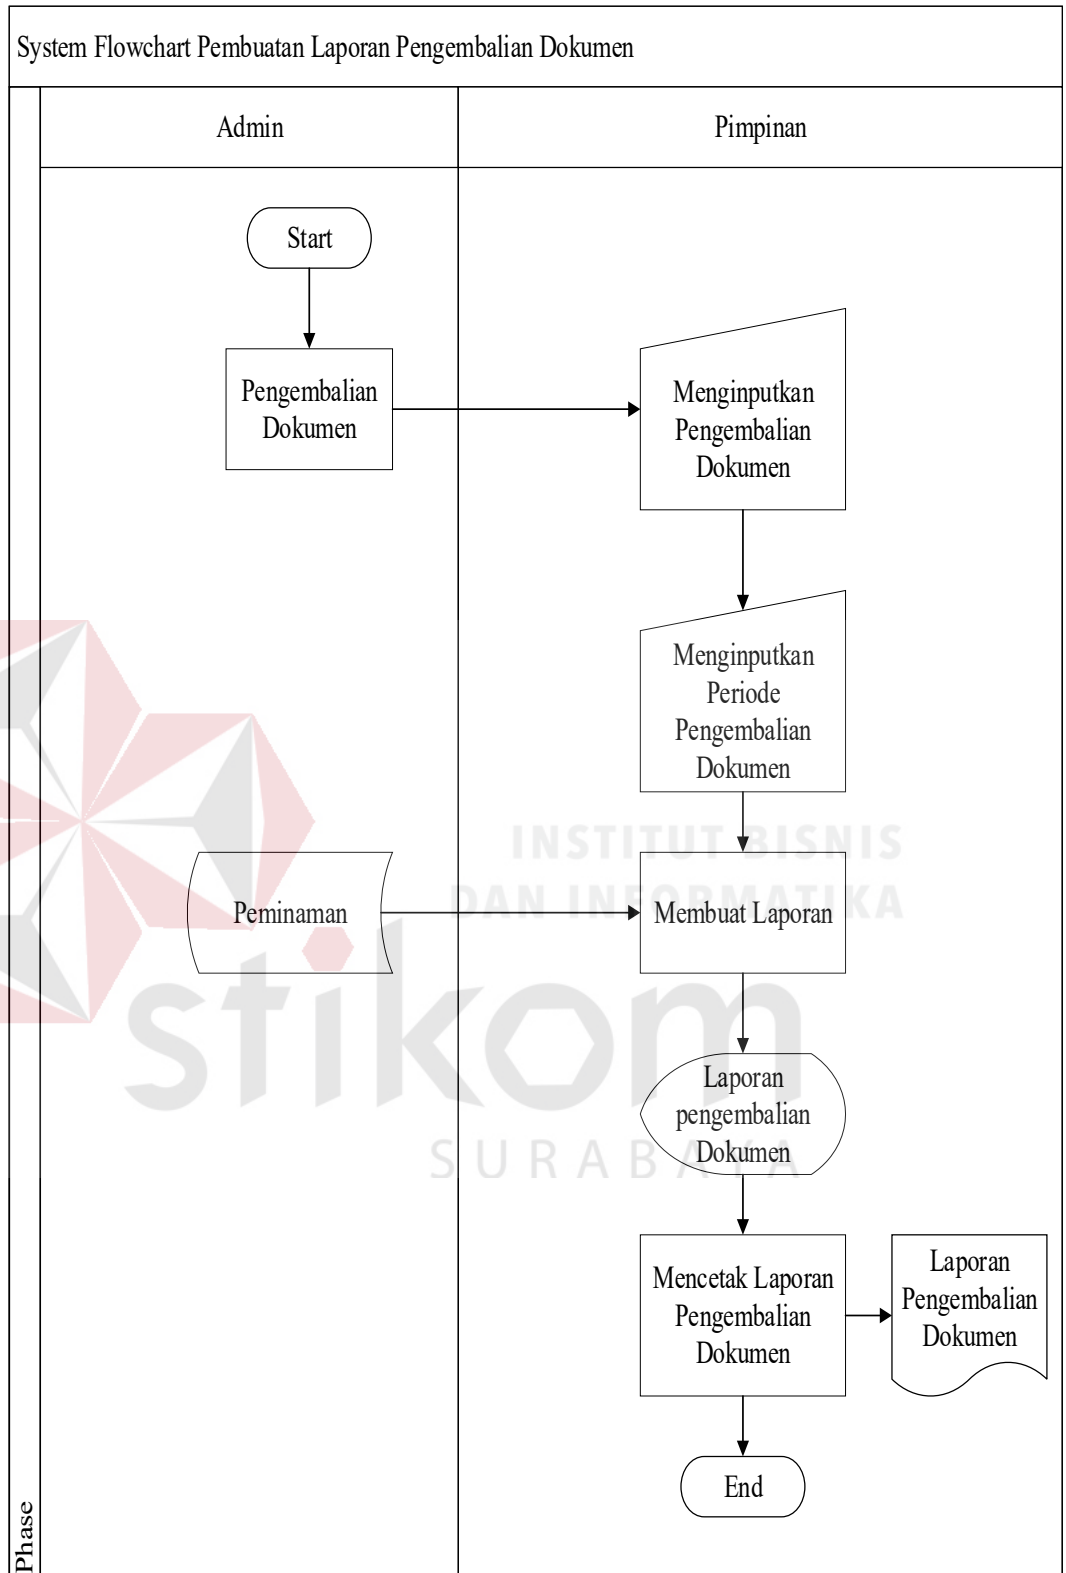 System Flowchart Pembuatan Laporan Pengembalian Dokumen
Admin
Pimpinan
Start
Pengembalian
Dokumen
Menginputkan
Pengembalian
Dokumen
Menginputkan
Periode
Pengembalian
Dokumen
INSTITUT BISNIS
DAN INFORMATIKA
Peminaman
Membuat Laporan
stikom
SURABAYA
Laporan
pengembalian
Dokumen
Mencetak Laporan
Pengembalian
Dokumen
Laporan
Pengembalian
Dokumen
End
Phase